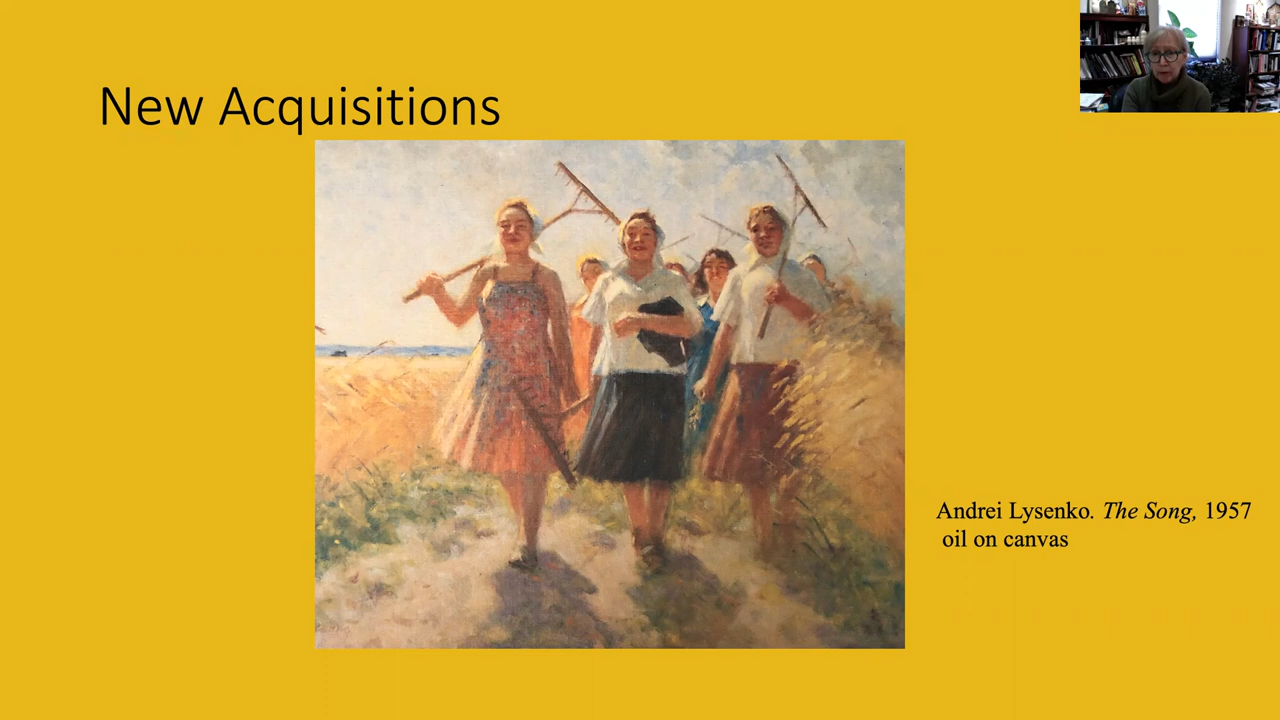 New Acquisitions
Andrei Lysenko. The Song, 1957
oil on canvas